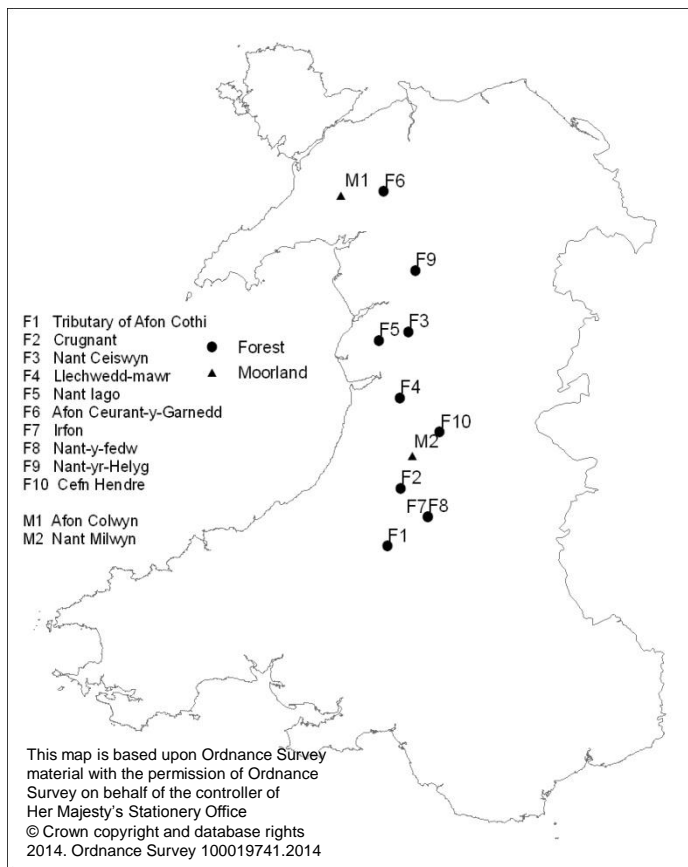 M1
F6
F9
F3
F5
F4
F10
M2
F2
F7F8
F1
F1 Tributary of Afon Cothi
F2 Crugnant
F3 Nant Ceiswyn
F4 Llechwedd-mawr
F5 Nant Iago
F6 Afon Ceurant-y-Garnedd
F7 Irfon
F8 Nant-y-fedw
F9 Nant-yr-Helyg
F10 Cefn Hendre
M1 Afon Colwyn
M2 Nant Milwyn
Forest
Moorland
This map is based upon Ordnance Survey
material with the permission of Ordnance
Survey on behalf of the controller of
Her Majesty's Stationery Office
© Crown copyright and database rights
2014. Ordnance Survey 100019741.2014